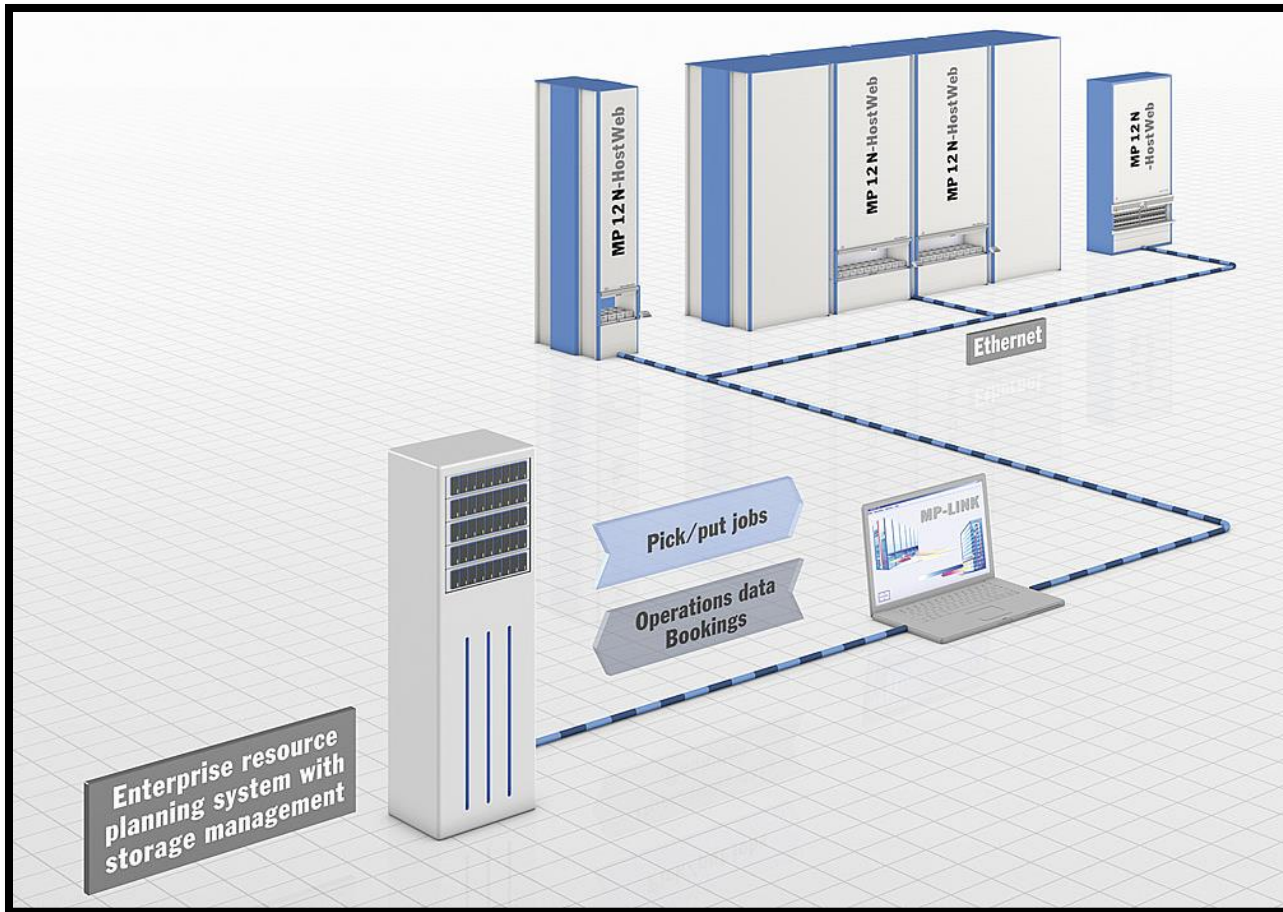 MP 12 N-HostWeb
MP 12 N-HostWeb
MP 12 N-HostWeb
MP 12 N
-HostWeb
Ethernet
Pick/put jobs
MP-LINK
Operations data
Bookings
Enterprise resource
planning system with
storage management